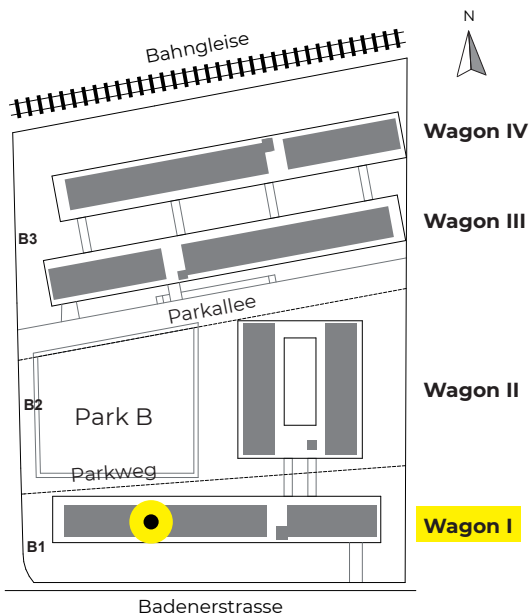 N
Bahngleise
Wagon IV
Wagon III
B3
Parkallee
Wagon II
B2
Park B
Parkweg
Wagon I
B1
Badenerstrasse